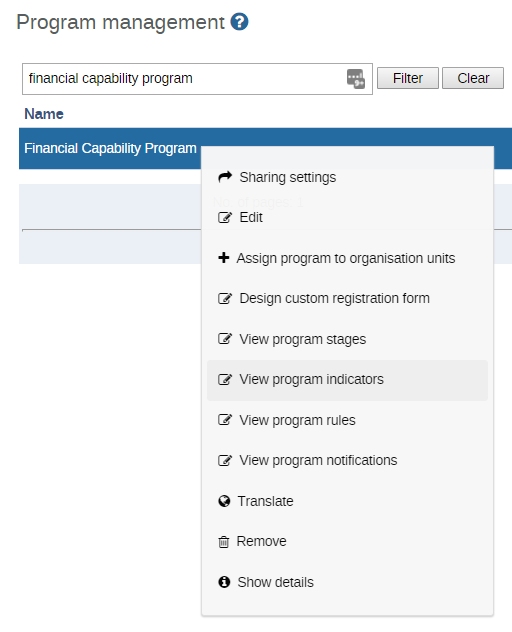 Program management ?
financial capability program
Filter
Clear
Name
Financial Capability Program
Sharing settings
Edit
Assign program to organisation units
Design custom registration form
View program stages
View program indicators
View program rules
View program notifications
Translate
Remove
Show details